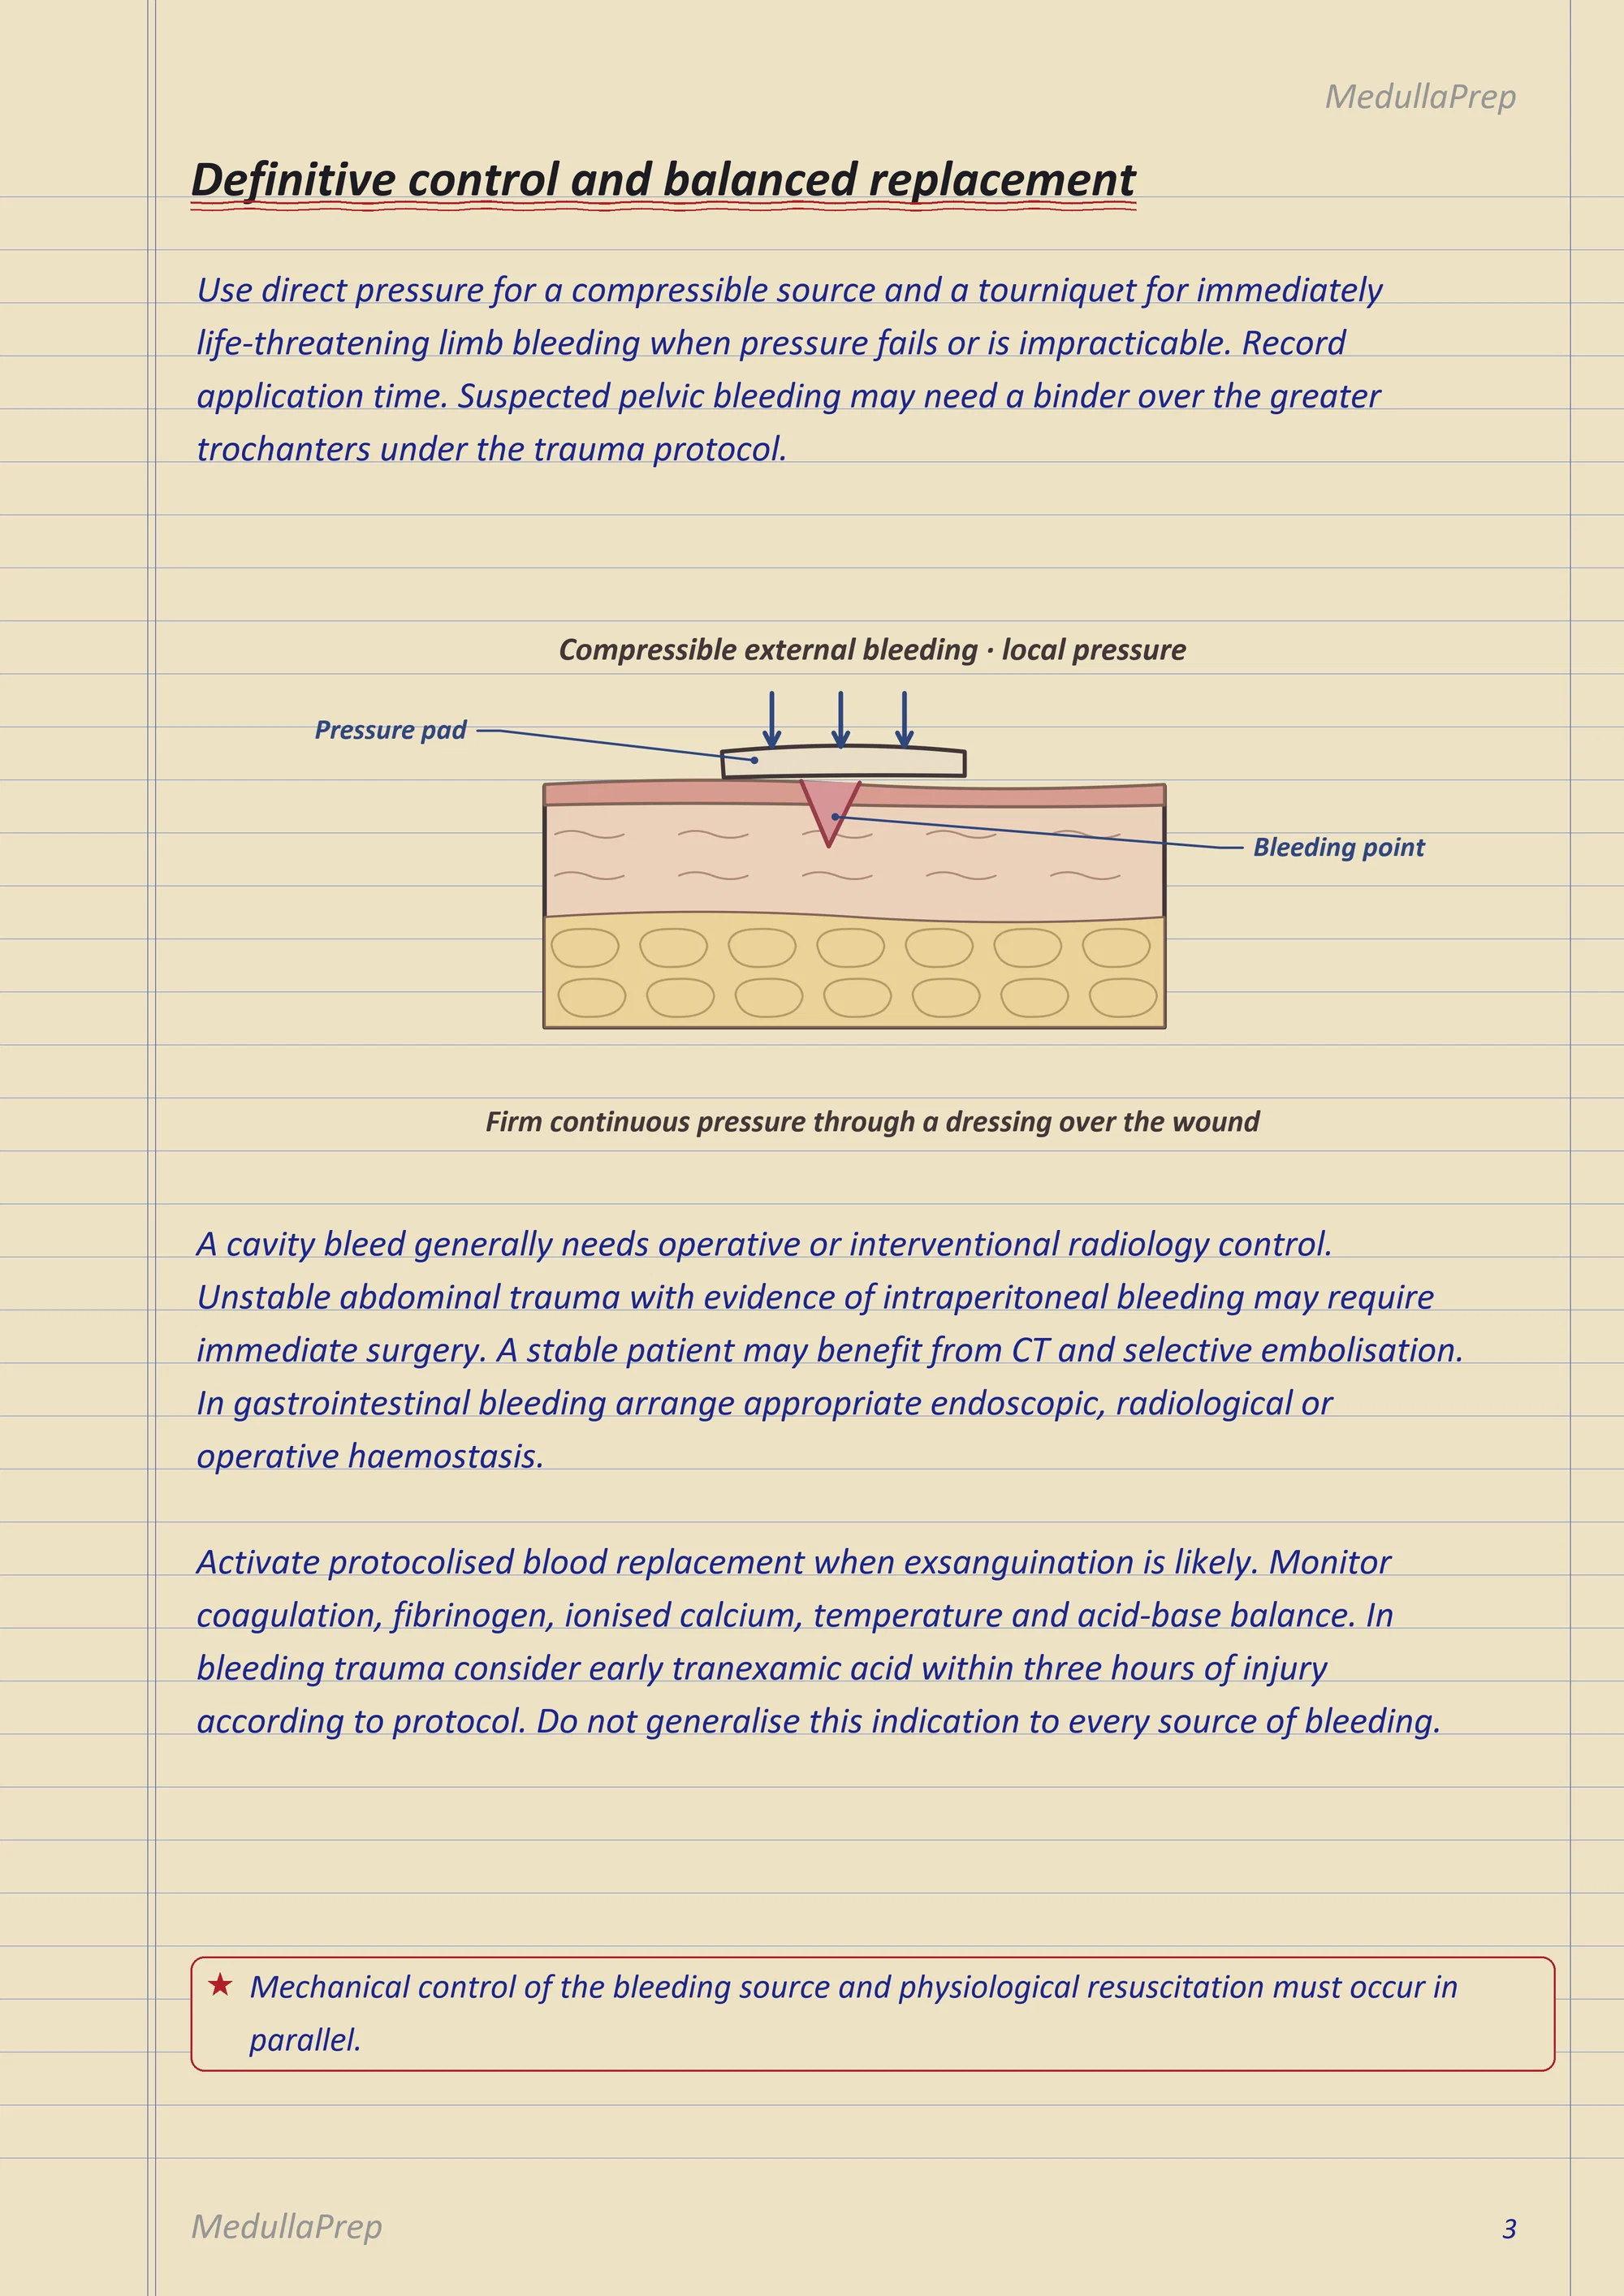 MedullaPrep
Definitive control and balanced replacement
Use direct pressure for a compressible source and a tourniquet for immediately
life-threatening limb bleeding when pressure fails or is impracticable. Record
application time. Suspected pelvic bleeding may need a binder over the greater
trochanters under the trauma protocol.
Compressible external bleeding · local pressure
Pressure pad
Bleeding point
Firm continuous pressure through a dressing over the wound
A cavity bleed generally needs operative or interventional radiology control.
Unstable abdominal trauma with evidence of intraperitoneal bleeding may require
immediate surgery. A stable patient may benefit from CT and selective embolisation.
In gastrointestinal bleeding arrange appropriate endoscopic, radiological or
operative haemostasis.
Activate protocolised blood replacement when exsanguination is likely. Monitor
coagulation, fibrinogen, ionised calcium, temperature and acid-base balance. In
bleeding trauma consider early tranexamic acid within three hours of injury
according to protocol. Do not generalise this indication to every source of bleeding.
★ Mechanical control of the bleeding source and physiological resuscitation must occur in
parallel.
MedullaPrep
3